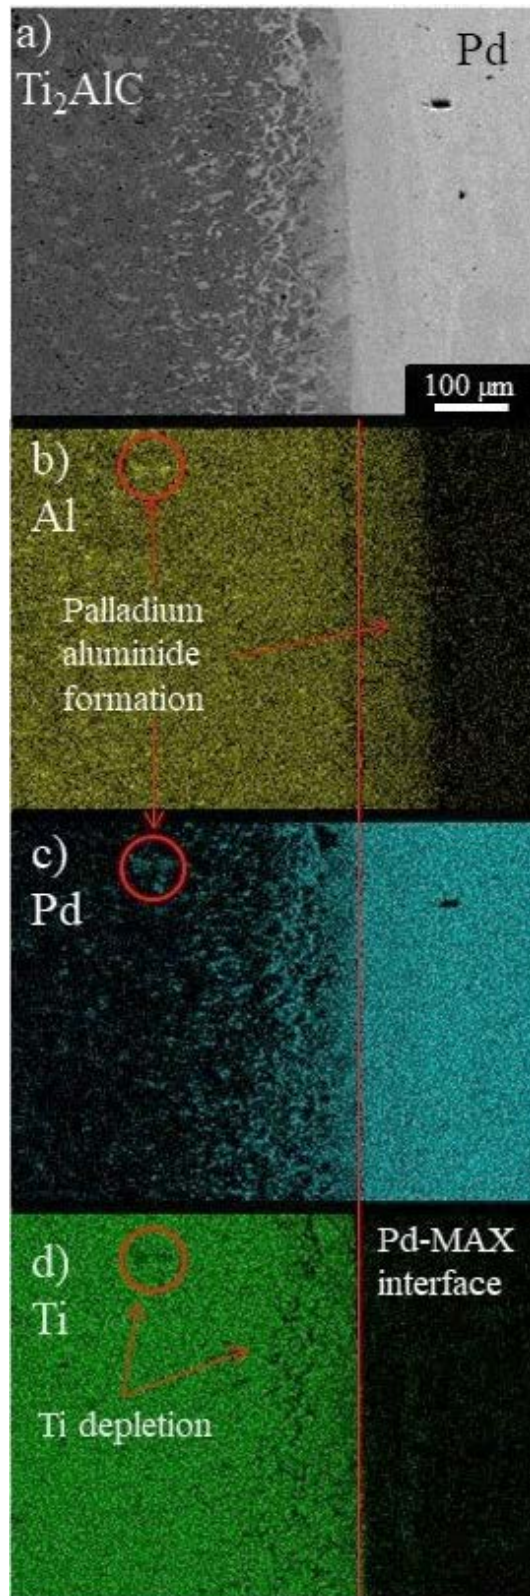 a)
Ti₂AlC
Pd
100 μm
b)
Al
Palladium
aluminide
formation
c)
Pd
d)
Ti
Pd-MAX
interface
Ti depletion